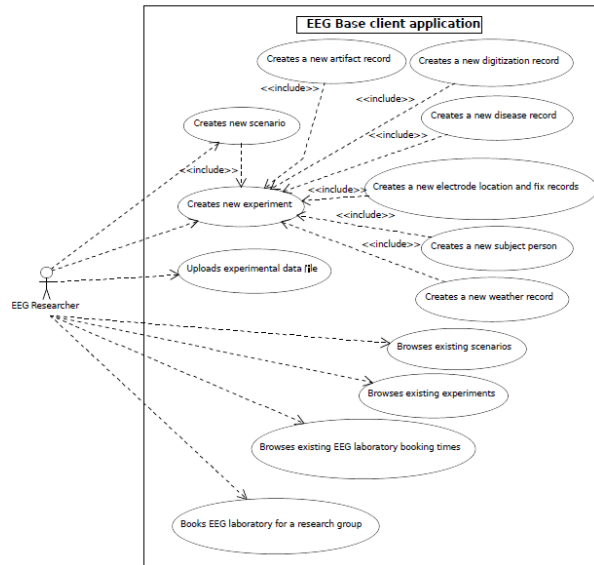 EEG Base client application
Creates a new artifact record
Creates a new digitization record
<<include>>
<<include>>
Creates a new disease record
Creates new scenario
<<include>>
<<include>>
Creates a new electrode location and fix records
<<include>>
Creates new experiment
<<include>>
Creates a new subject person
<<include>>
Uploads experimental data file
EEG Researcher
Creates a new weather record
Browses existing scenarios
Browses existing experiments
Browses existing EEG laboratory booking times
Books EEG laboratory for a research group